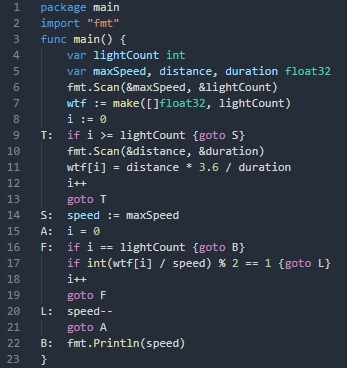 1 package main
2 import "fmt"
3 func main() {
4 var lightCount int
5 var maxSpeed, distance, duration float32
6 fmt.Scan(&maxSpeed, &lightCount)
7 wtf := make([]float32, lightCount)
8 i := 0
9 T: if i >= lightCount {goto S}
10 fmt.Scan(&distance, &duration)
11 wtf[i] = distance * 3.6 / duration
12 i++
13 goto T
14 S: speed := maxSpeed
15 A: i = 0
16 F: if i == lightCount {goto B}
17 if int(wtf[i] / speed) % 2 == 1 {goto L}
18 i++
19 goto F
20 L: speed--
21 goto A
22 B: fmt.Println(speed)
23 }